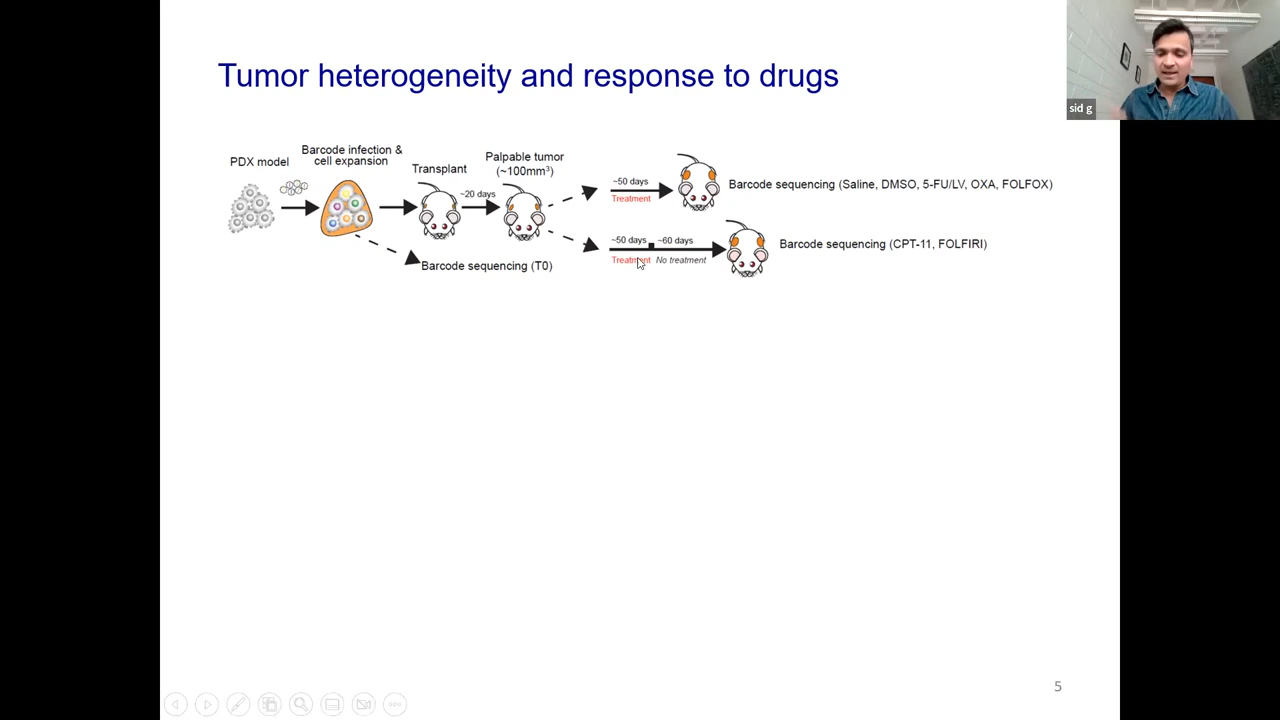 sid g
Tumor heterogeneity and response to drugs
PDX model
Barcode infection &
cell expansion
Transplant
~20 days
Palpable tumor
(~100mm³)
~50 days
Treatment
Barcode sequencing (Saline, DMSO, 5-FU/LV, OXA, FOLFOX)
~50 days
~60 days
Treatment
No treatment
Barcode sequencing (CPT-11, FOLFIRI)
Barcode sequencing (T0)
5